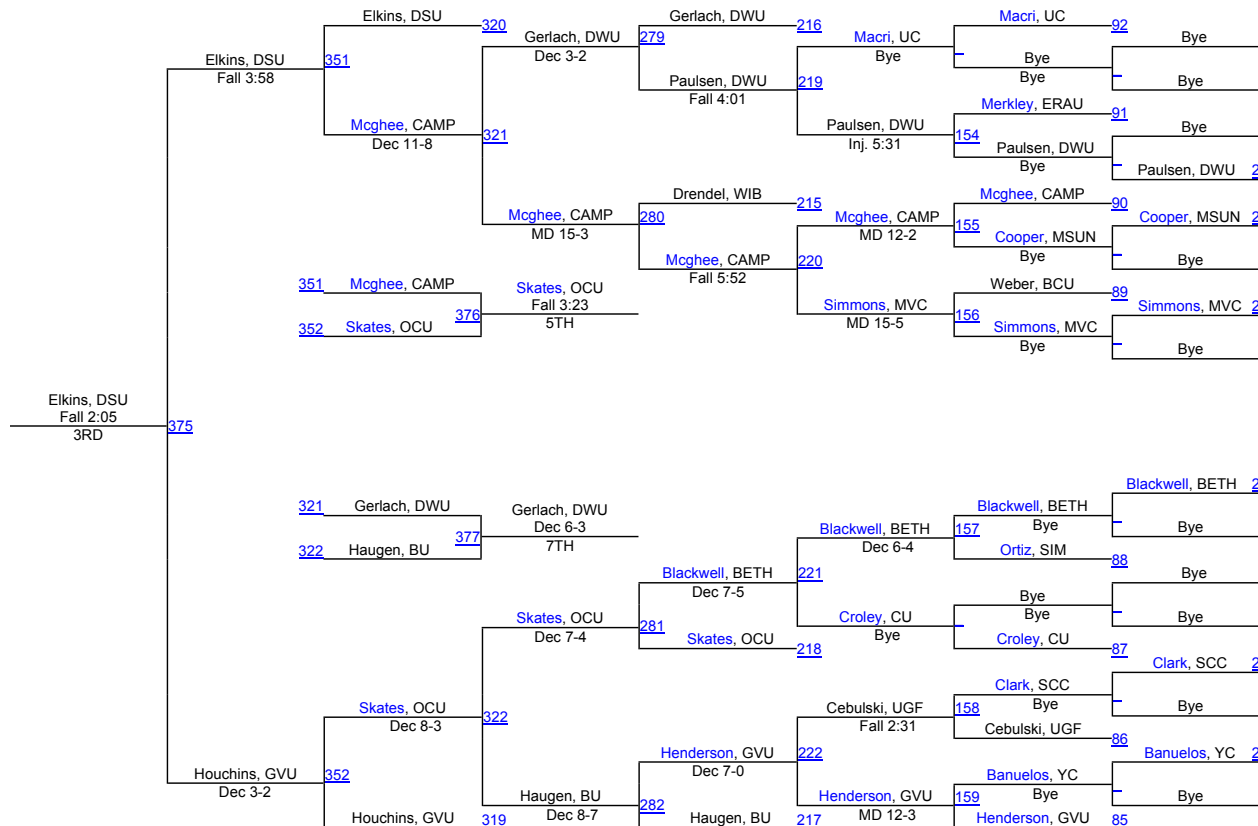 Elkins, DSU
320
Gerlach, DWU
216
Macri, UC
92
Gerlach, DWU
279
Macri, UC
Bye
Dec 3-2
Bye
Elkins, DSU
351
Bye
Fall 3:58
Paulsen, DWU
219
Bye
Bye
Fall 4:01
Merkley, ERAU
91
Mcghee, CAMP
321
Paulsen, DWU
154
Bye
Dec 11-8
Inj. 5:31
Paulsen, DWU
Bye
Paulsen, DWU
2
Drendel, WIB
215
Mcghee, CAMP
90
Mcghee, CAMP
280
Mcghee, CAMP
155
Cooper, MSUN
2
MD 15-3
MD 12-2
Cooper, MSUN
Bye
Mcghee, CAMP
220
Bye
Fall 5:52
351
Mcghee, CAMP
Skates, OCU
Weber, BCU
89
376
Fall 3:23
Simmons, MVC
156
Simmons, MVC
2
352
Skates, OCU
5TH
MD 15-5
Simmons, MVC
Bye
Bye
Elkins, DSU
Fall 2:05
375
3RD
Blackwell, BETH
2
321
Gerlach, DWU
Gerlach, DWU
Blackwell, BETH
377
Dec 6-3
Blackwell, BETH
157
Bye
Bye
322
Haugen, BU
7TH
Dec 6-4
Ortiz, SIM
88
Blackwell, BETH
221
Bye
Dec 7-5
Bye
Skates, OCU
281
Croley, CU
Bye
Bye
Dec 7-4
Bye
Skates, OCU
218
Croley, CU
87
Clark, SCC
2
Clark, SCC
Skates, OCU
322
Cebulski, UGF
158
Bye
Bye
Dec 8-3
Fall 2:31
Cebulski, UGF
86
Henderson, GVU
222
Banuelos, YC
2
Dec 7-0
Houchins, GVU
352
Banuelos, YC
Dec 3-2
Haugen, BU
282
Henderson, GVU
159
Bye
Bye
Dec 8-7
MD 12-3
Houchins, GVU
319
Haugen, BU
217
Henderson, GVU
85